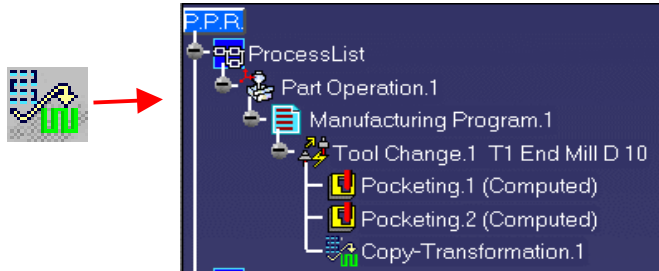 P.P.R.
ProcessList
Part Operation.1
Manufacturing Program.1
Tool Change.1 T1 End Mill D 10
Pocketing.1 (Computed)
Pocketing.2 (Computed)
Copy-Transformation.1